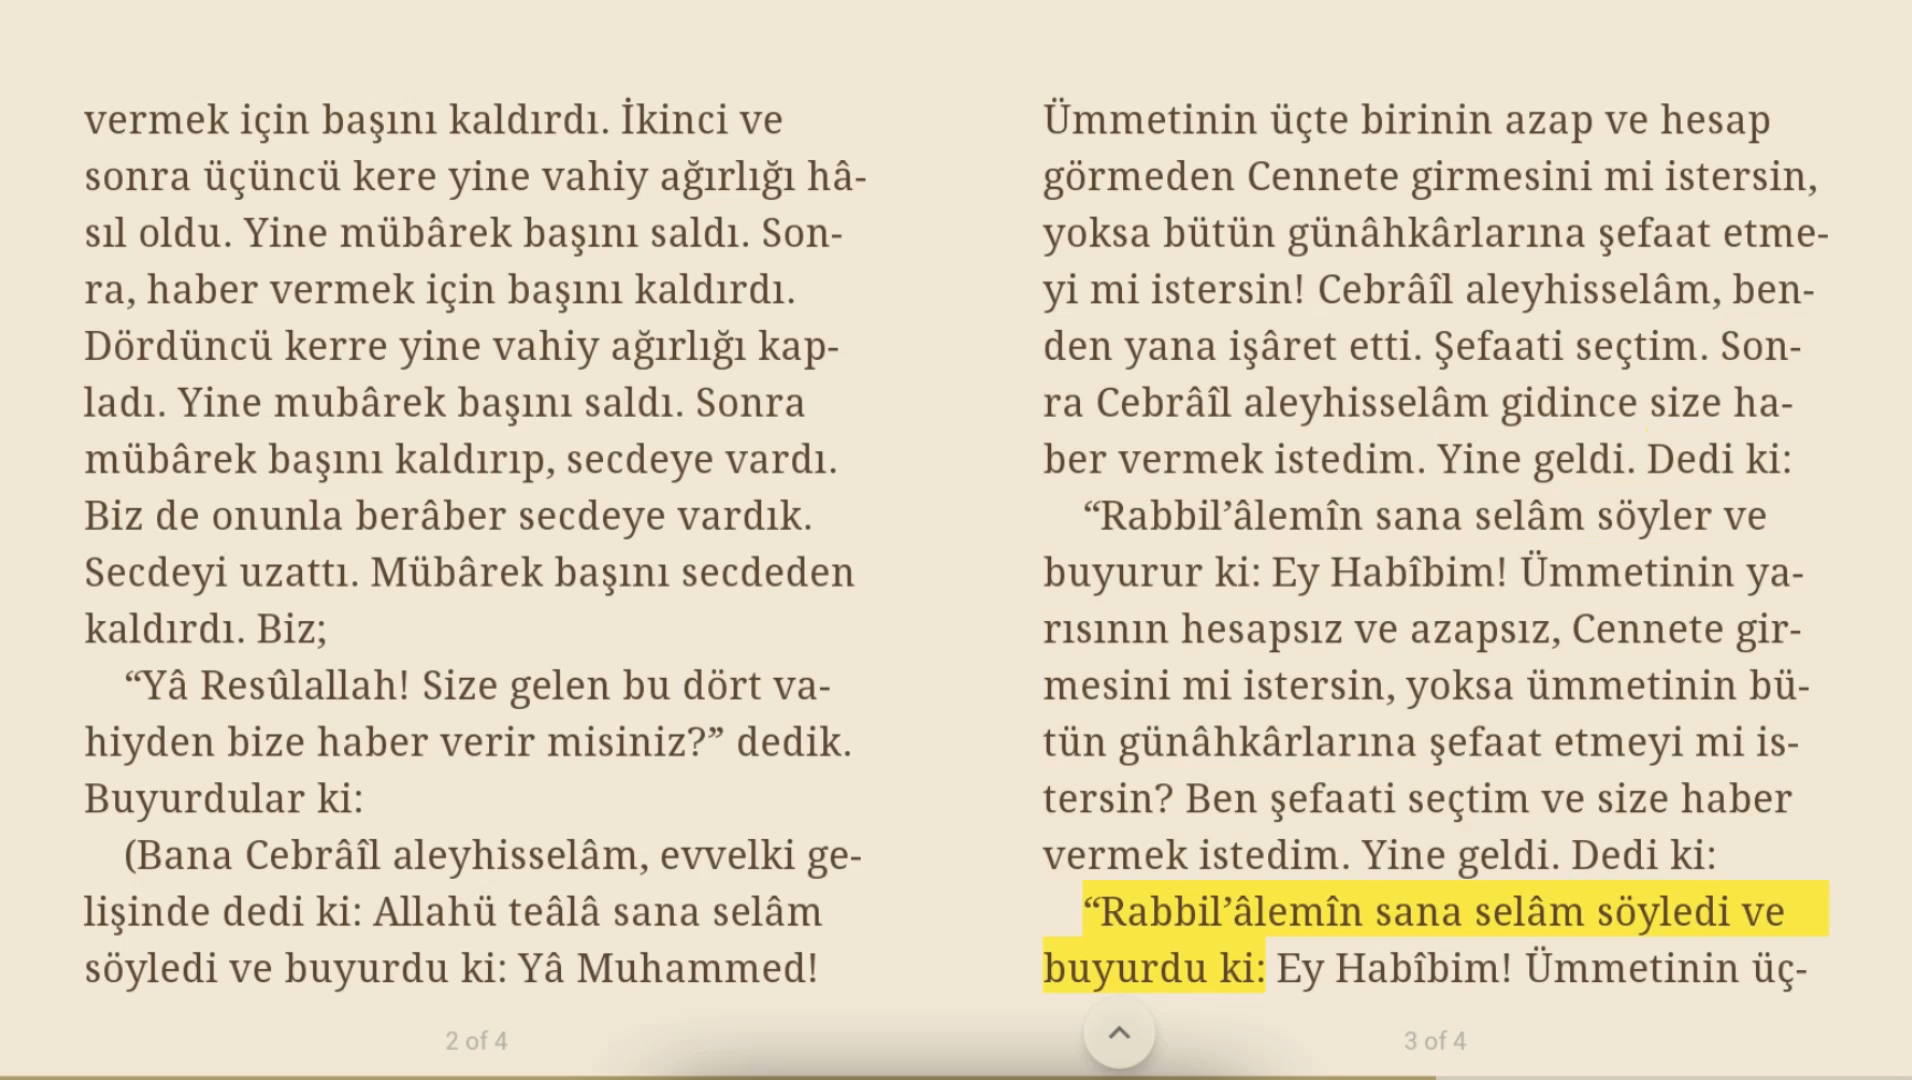 vermek için başını kaldırdı. İkinci ve
sonra üçüncü kere yine vahiy ağırlığı hâ-
sıl oldu. Yine mübârek başını saldı. Son-
ra, haber vermek için başını kaldırdı.
Dördüncü kerre yine vahiy ağırlığı kap-
ladı. Yine mubârek başını saldı. Sonra
mübârek başını kaldırıp, secdeye vardı.
Biz de onunla berâber secdeye vardık.
Secdeyi uzattı. Mübârek başını secdeden
kaldırdı. Biz;
“Yâ Resûlallah! Size gelen bu dört va-
hiyden bize haber verir misiniz?” dedik.
Buyurdular ki:
(Bana Cebrâîl aleyhisselâm, evvelki ge-
lişinde dedi ki: Allahü teâlâ sana selâm
söyledi ve buyurdu ki: Yâ Muhammed!
2 of 4
Ümmetinin üçte birinin azap ve hesap
görmeden Cennete girmesini mi istersin,
yoksa bütün günâhkârlarına şefaat etme-
yi mi istersin! Cebrâîl aleyhisselâm, ben-
den yana işâret etti. Şefaati seçtim. Son-
ra Cebrâîl aleyhisselâm gidince size ha-
ber vermek istedim. Yine geldi. Dedi ki:
“Rabbil’âlemîn sana selâm söyler ve
buyurur ki: Ey Habîbim! Ümmetinin ya-
rısının hesapsız ve azapsız, Cennete gir-
mesini mi istersin, yoksa ümmetinin bü-
tün günâhkârlarına şefaat etmeyi mi is-
tersin? Ben şefaati seçtim ve size haber
vermek istedim. Yine geldi. Dedi ki:
“Rabbil’âlemîn sana selâm söyledi ve
buyurdu ki: Ey Habîbim! Ümmetinin üç-
3 of 4